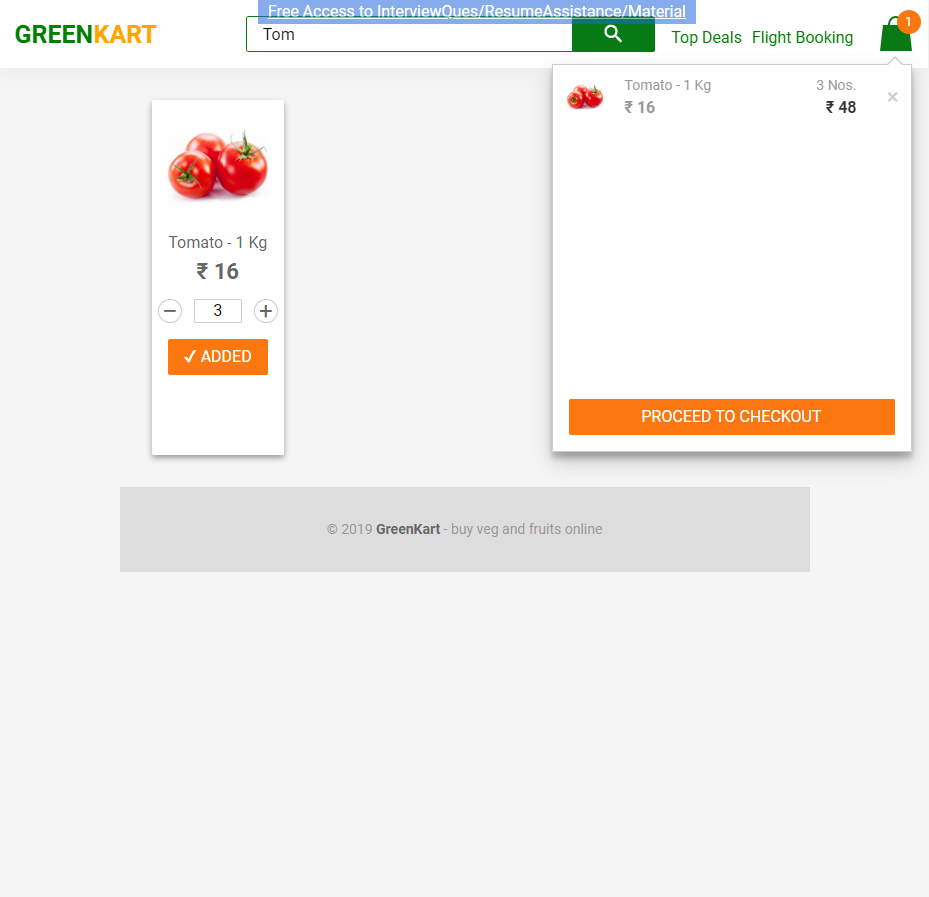 Free Access to InterviewQues/ResumeAssistance/Material
GREENKART
Tom
Top Deals Flight Booking
1
Tomato - 1 Kg 3 Nos.
₹ 16 ₹ 48 ×
Tomato - 1 Kg
₹ 16
− 3 +
✓ ADDED
PROCEED TO CHECKOUT
© 2019 GreenKart - buy veg and fruits online